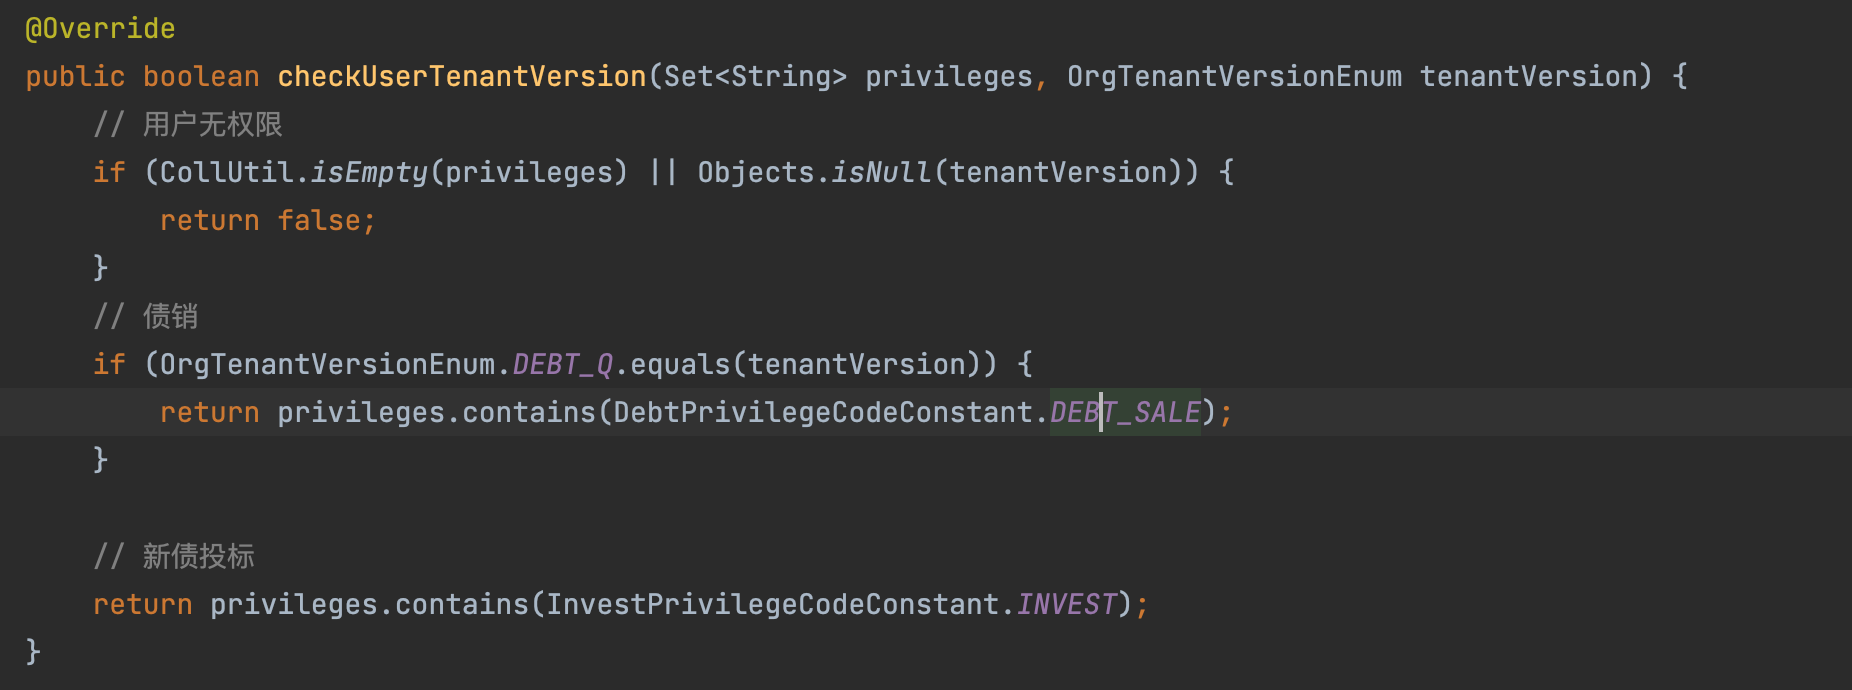 @Override
public boolean checkUserTenantVersion(Set<String> privileges, OrgTenantVersionEnum tenantVersion) {
    // 用户无权限
    if (CollUtil.isEmpty(privileges) || Objects.isNull(tenantVersion)) {
        return false;
    }
    // 债销
    if (OrgTenantVersionEnum.DEBT_Q.equals(tenantVersion)) {
        return privileges.contains(DebtPrivilegeCodeConstant.DEBT_SALE);
    }
    // 新债投标
    return privileges.contains(InvestPrivilegeCodeConstant.INVEST);
}